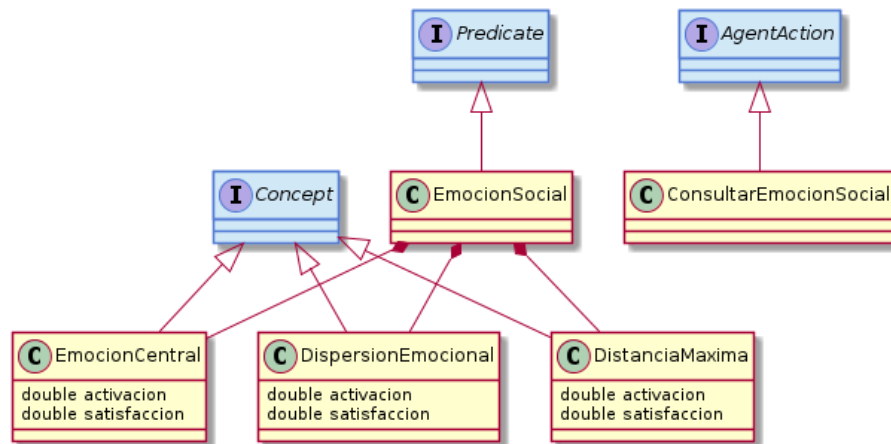 I Predicate
I AgentAction
I Concept
C EmocionSocial
C ConsultarEmocionSocial
C EmocionCentral
double activacion
double satisfaccion
C DispersionEmocional
double activacion
double satisfaccion
C DistanciaMaxima
double activacion
double satisfaccion